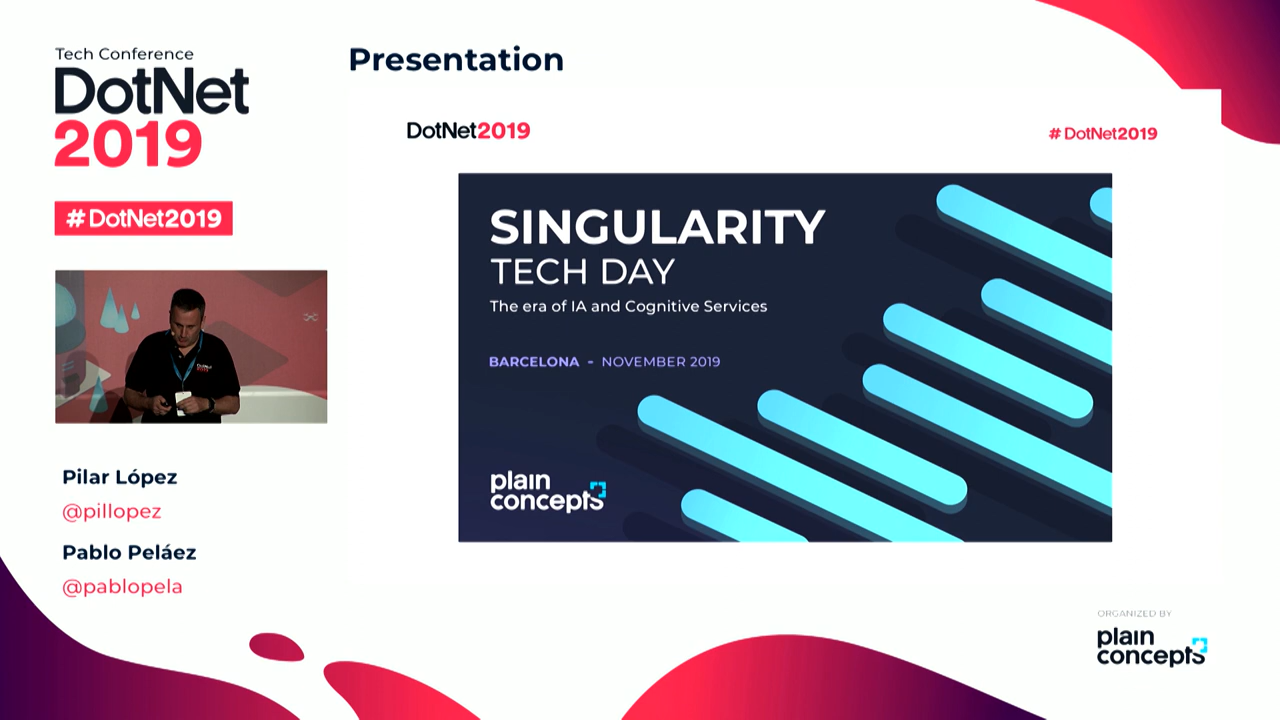 Tech Conference
DotNet
2019
#DotNet2019
Pilar López
@pillopez
Pablo Peláez
@pablopela
Presentation
DotNet2019
#DotNet2019
SINGULARITY
TECH DAY
The era of IA and Cognitive Services
BARCELONA - NOVEMBER 2019
plain
concepts
ORGANIZED BY
plain
concepts